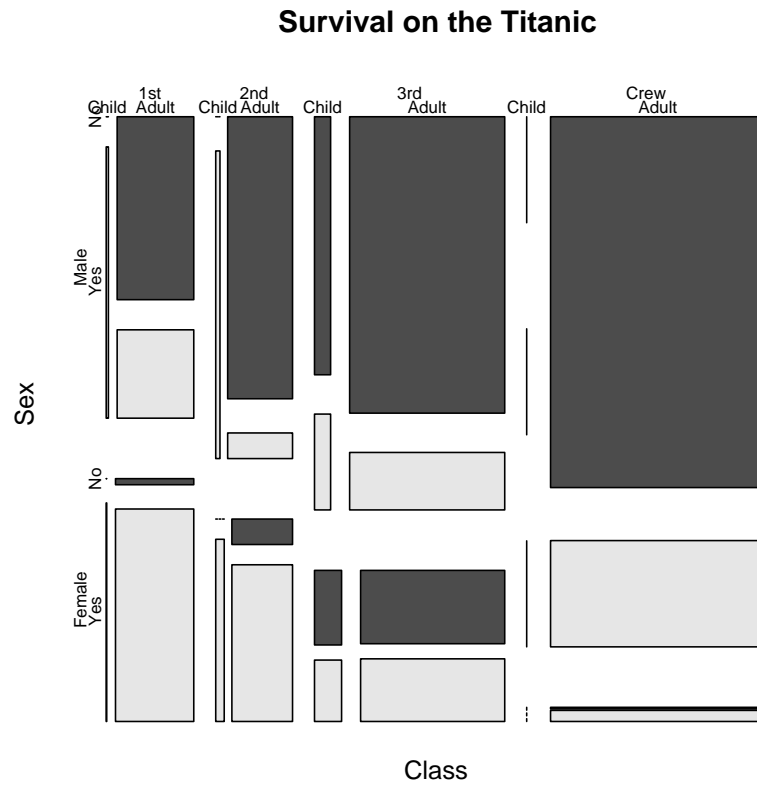 Survival on the Titanic
1st 2nd 3rd Crew
Child Adult Child Adult Child Adult Child Adult
No
Male
Yes
Sex
No
Female
Yes
Class